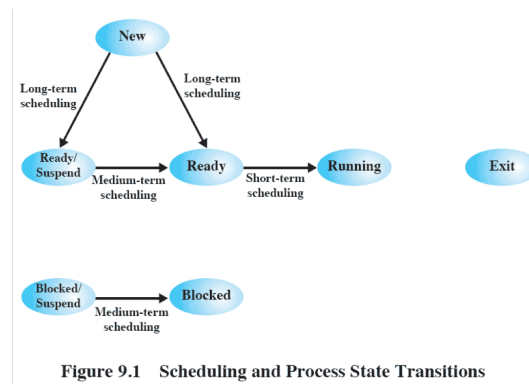 New
Long-term
scheduling
Long-term
scheduling
Ready/
Suspend
Medium-term
scheduling
Ready
Short-term
scheduling
Running
Exit
Blocked/
Suspend
Medium-term
scheduling
Blocked
Figure 9.1 Scheduling and Process State Transitions